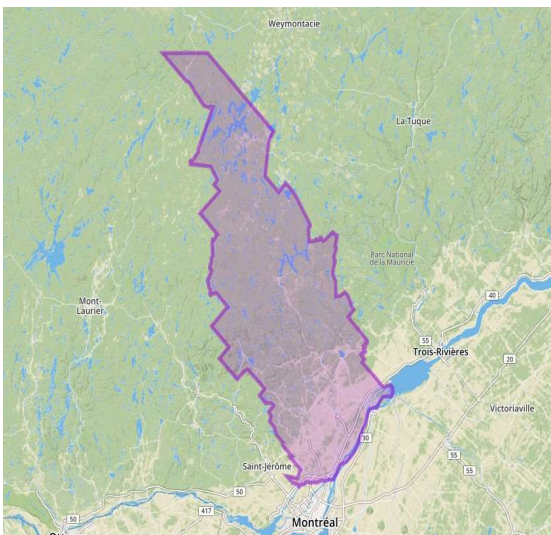 Weymontacie
La Tuque
Parc National
de la Mauricie
Mont-
Laurier
40
55
Trois-Rivières
20
Victoriaville
30
55
55
Saint-Jérôme
50
417
50
Montréal